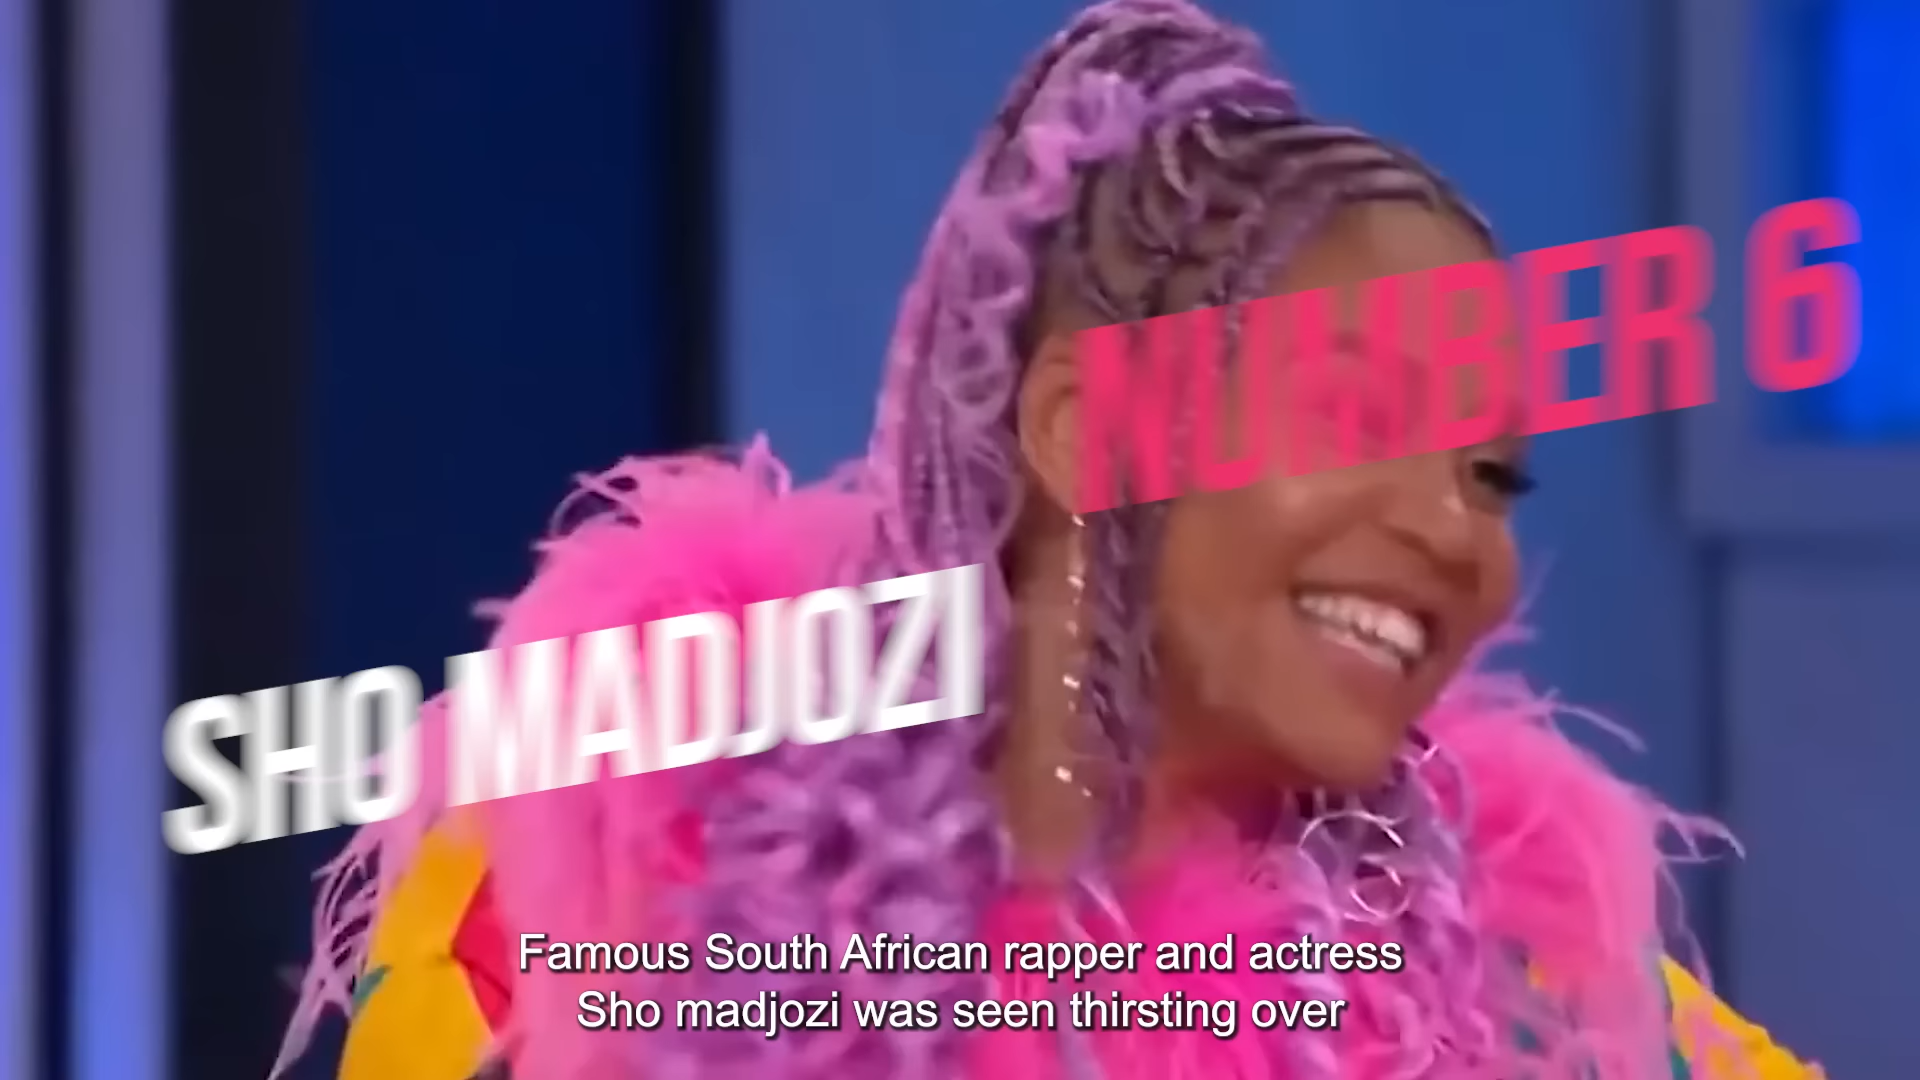 NUMBER 6
SHO MADJOZI
Famous South African rapper and actress
Sho madjozi was seen thirsting over